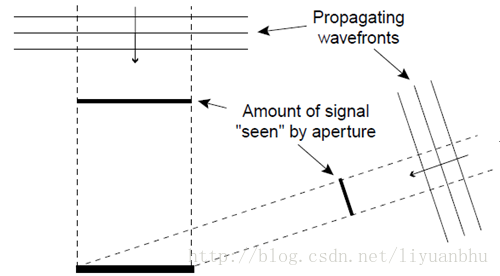 Propagating
wavefronts
Amount of signal
"seen" by aperture
http://blog.csdn.net/liyuanbhu